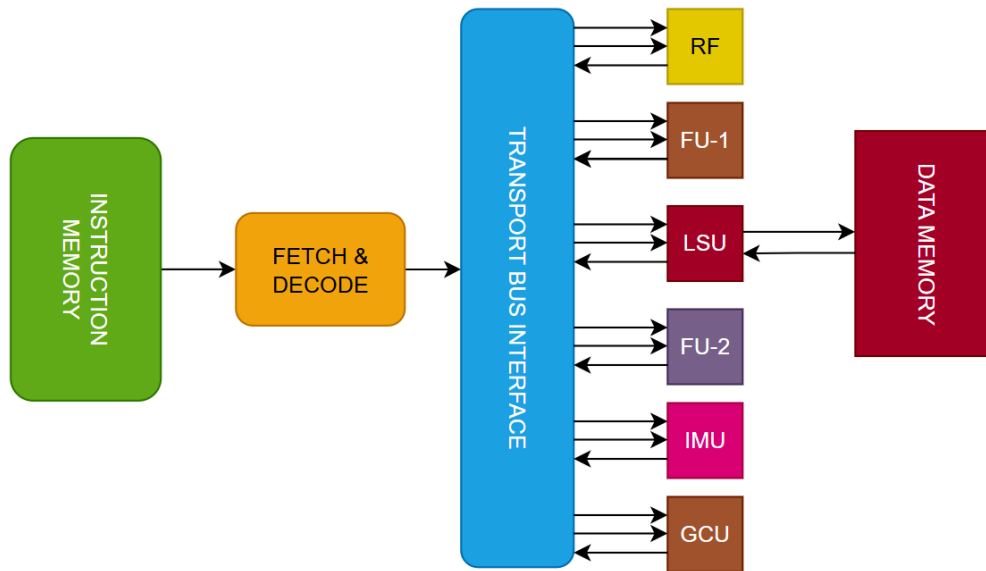 INSTRUCTION
MEMORY
FETCH &
DECODE
TRANSPORT BUS INTERFACE
RF
FU-1
LSU
FU-2
IMU
GCU
DATA MEMORY